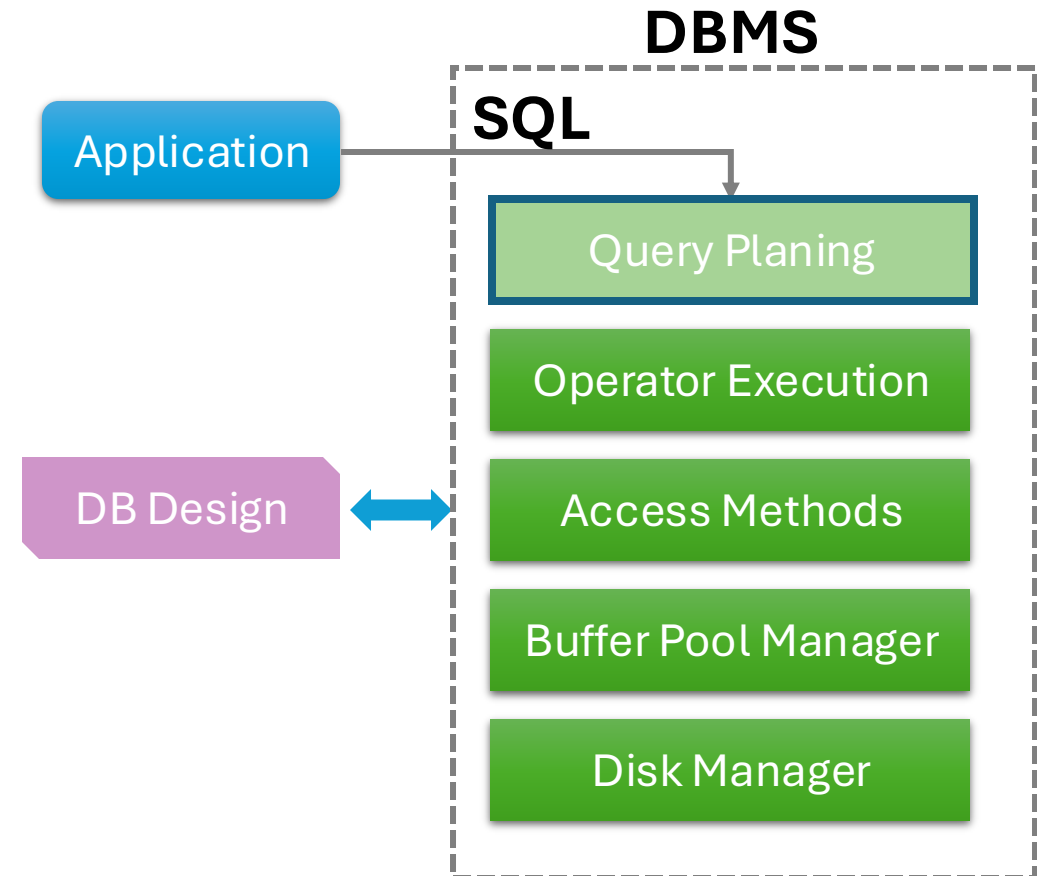 DBMS
SQL
Application
Query Planing
Operator Execution
Access Methods
DB Design
Buffer Pool Manager
Disk Manager